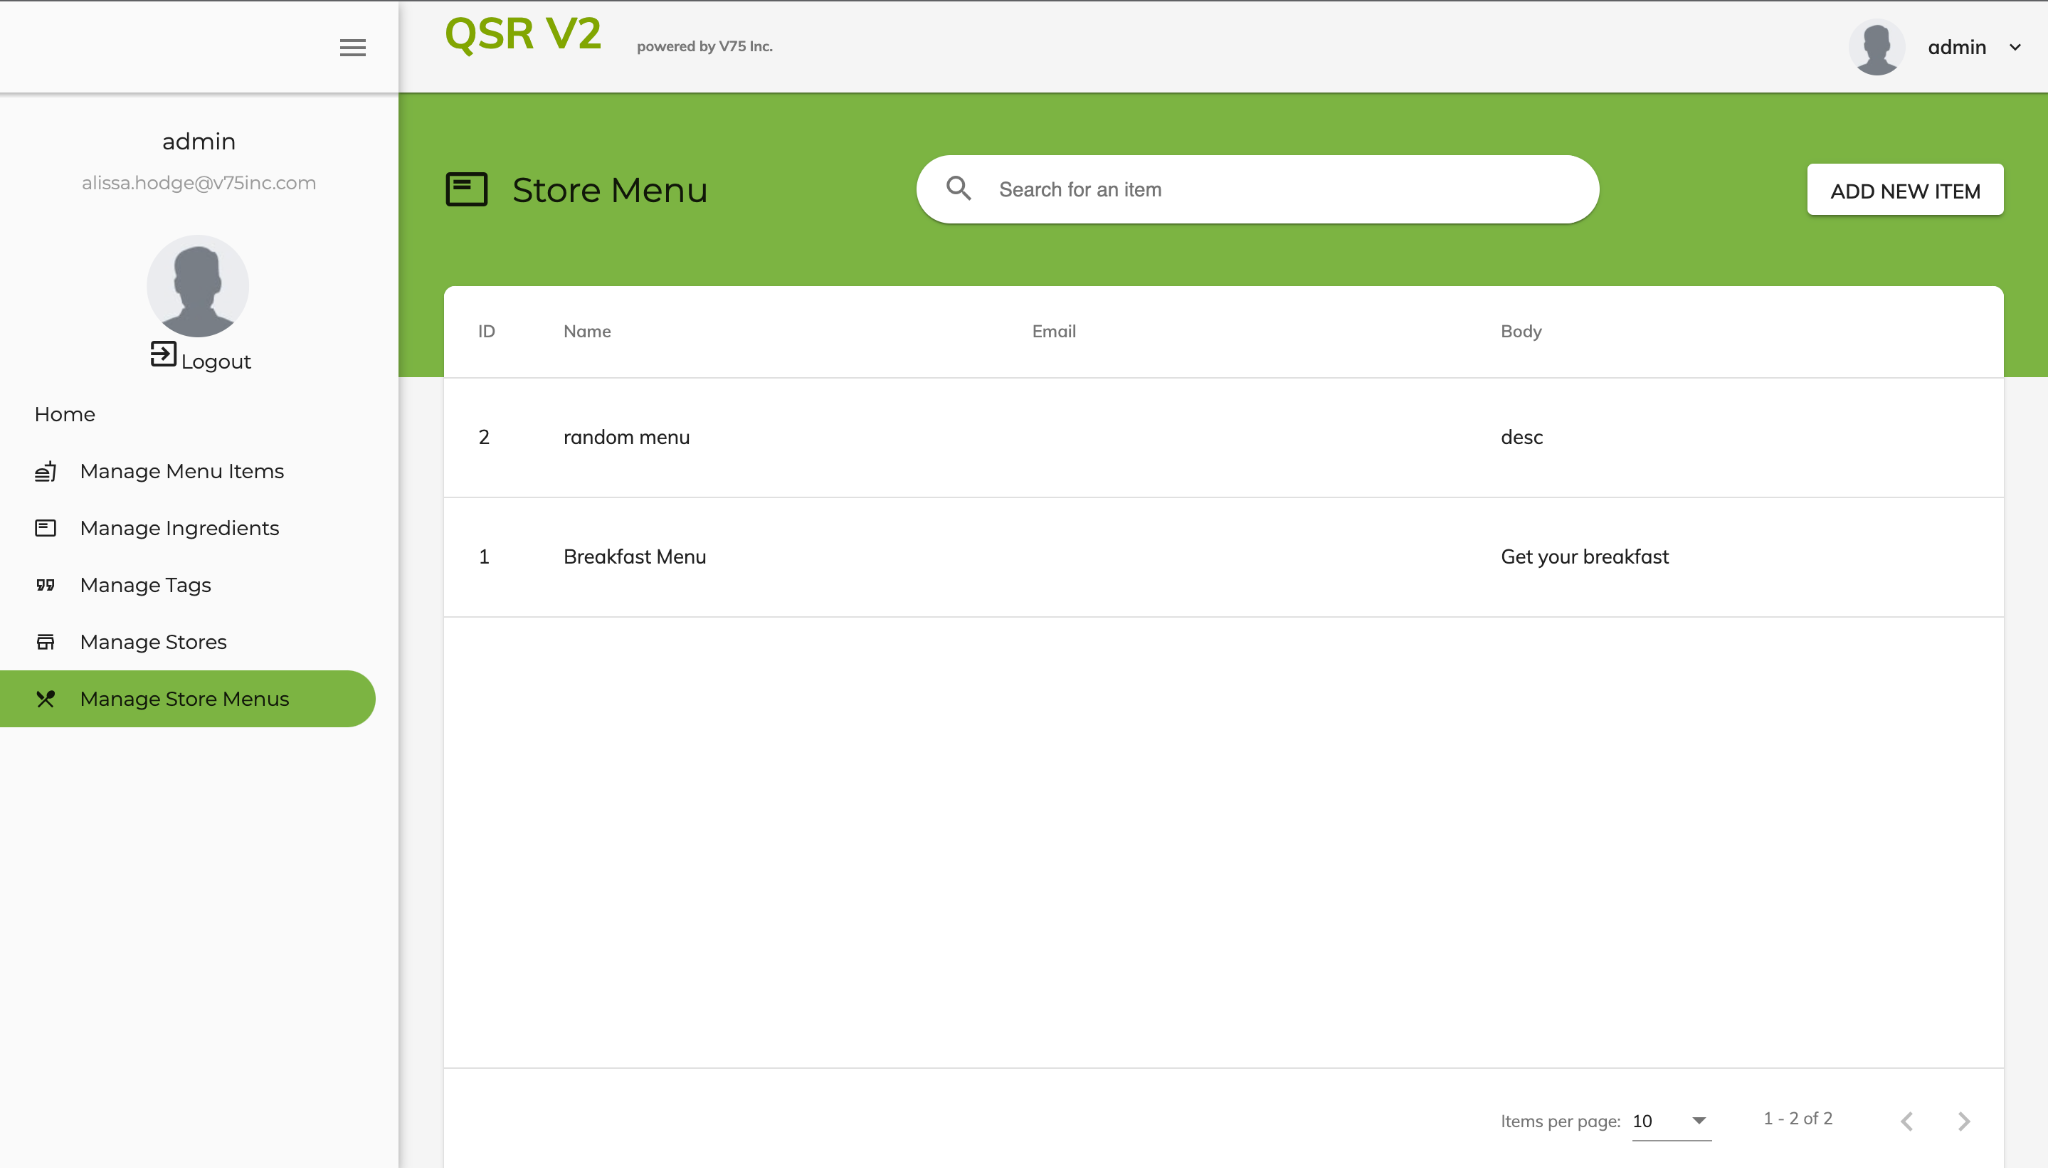 QSR V2 powered by V75 Inc.
admin
admin
alissa.hodge@v75inc.com
Logout
Home
Manage Menu Items
Manage Ingredients
Manage Tags
Manage Stores
Manage Store Menus
Store Menu
Search for an item
ADD NEW ITEM
ID Name Email Body
2 random menu desc
1 Breakfast Menu Get your breakfast
Items per page: 10 1 - 2 of 2